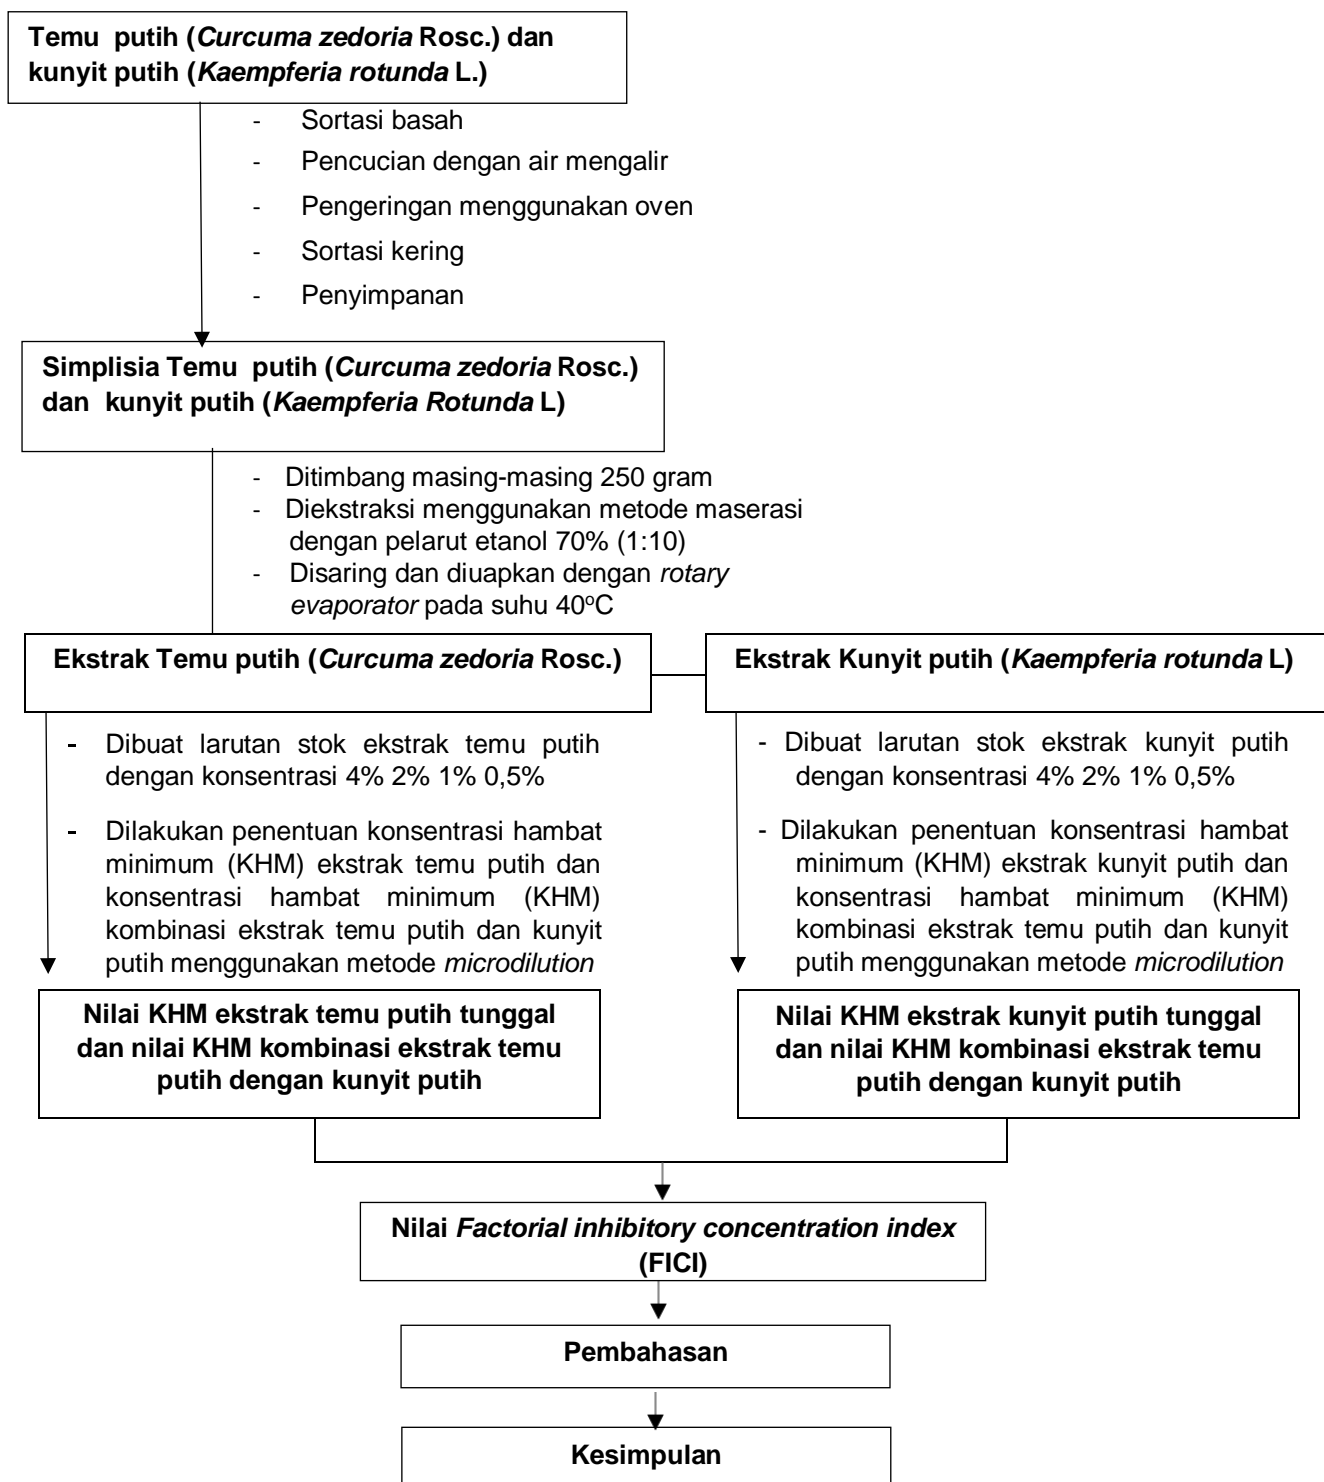 Temu putih (Curcuma zedoria Rosc.) dan
kunyit putih (Kaempferia rotunda L.)
- Sortasi basah
- Pencucian dengan air mengalir
- Pengeringan menggunakan oven
- Sortasi kering
- Penyimpanan
Simplisia Temu putih (Curcuma zedoria Rosc.)
dan kunyit putih (Kaempferia Rotunda L)
- Ditimbang masing-masing 250 gram
- Diekstraksi menggunakan metode maserasi
dengan pelarut etanol 70% (1:10)
- Disaring dan diuapkan dengan rotary
evaporator pada suhu 40°C
Ekstrak Temu putih (Curcuma zedoria Rosc.)
- Dibuat larutan stok ekstrak temu putih
dengan konsentrasi 4% 2% 1% 0,5%
- Dilakukan penentuan konsentrasi hambat
minimum (KHM) ekstrak temu putih dan
konsentrasi hambat minimum (KHM)
kombinasi ekstrak temu putih dan kunyit
putih menggunakan metode microdilution
Nilai KHM ekstrak temu putih tunggal
dan nilai KHM kombinasi ekstrak temu
putih dengan kunyit putih
Ekstrak Kunyit putih (Kaempferia rotunda L)
- Dibuat larutan stok ekstrak kunyit putih
dengan konsentrasi 4% 2% 1% 0,5%
- Dilakukan penentuan konsentrasi hambat
minimum (KHM) ekstrak kunyit putih dan
konsentrasi hambat minimum (KHM)
kombinasi ekstrak temu putih dan kunyit
putih menggunakan metode microdilution
Nilai KHM ekstrak kunyit putih tunggal
dan nilai KHM kombinasi ekstrak temu
putih dengan kunyit putih
Nilai Factorial inhibitory concentration index
(FICI)
Pembahasan
Kesimpulan